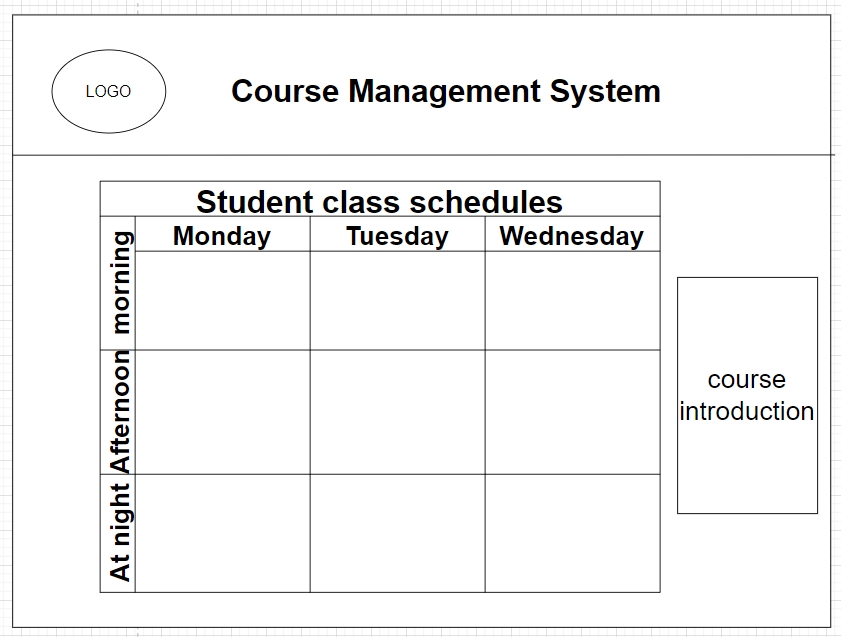 LOGO
Course Management System
Student class schedules
Monday
Tuesday
Wednesday
morning
Afternoon
At night
course
introduction